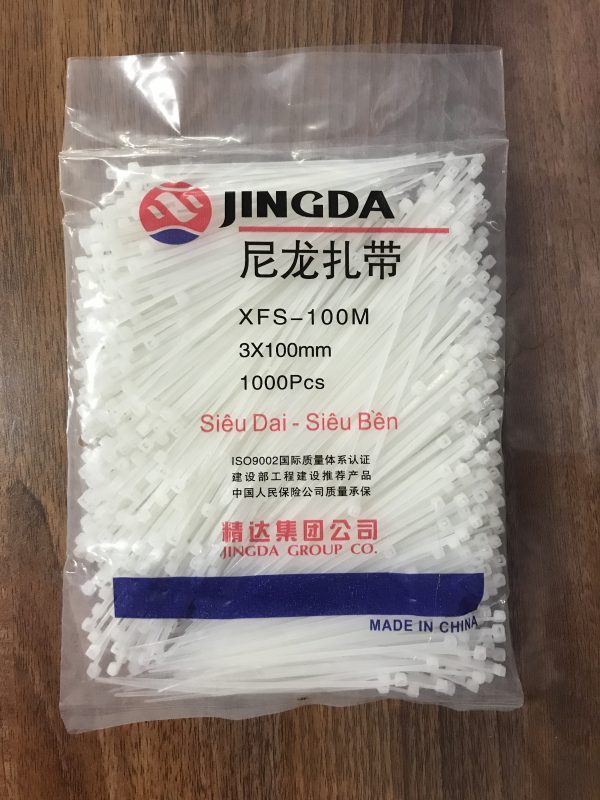 JINGDA
尼龙扎带
XFS-100M
3X100mm
1000Pcs
Siêu Dai - Siêu Bền
ISO9002国际质量体系认证
建设部工程建设推荐产品
中国人民保险公司质量承保
精达集团公司
JINGDA GROUP CO.
MADE IN CHINA